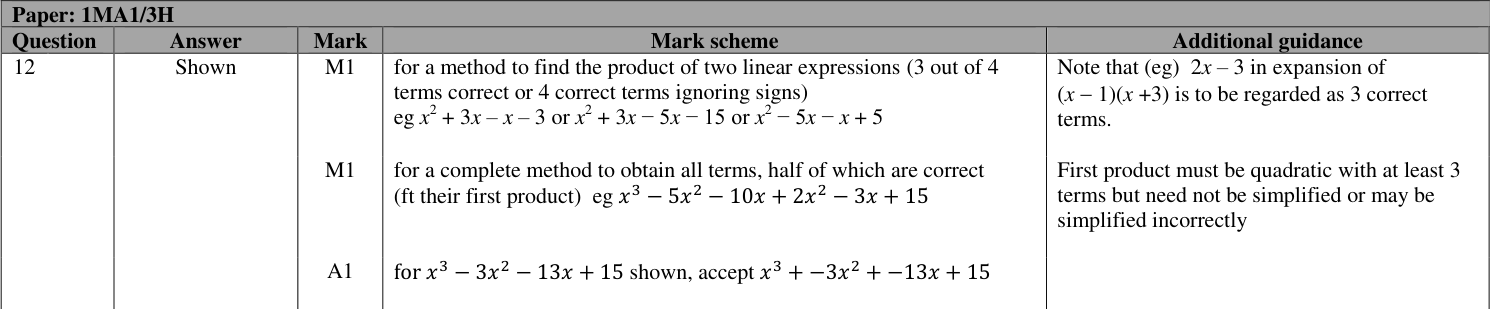 Paper: 1MA1/3H
Question Answer Mark Mark scheme Additional guidance
12 Shown M1 for a method to find the product of two linear expressions (3 out of 4
terms correct or 4 correct terms ignoring signs)
eg x² + 3x – x – 3 or x² + 3x − 5x − 15 or x² − 5x − x + 5
Note that (eg) 2x – 3 in expansion of
(x − 1)(x +3) is to be regarded as 3 correct
terms.
M1 for a complete method to obtain all terms, half of which are correct
(ft their first product) eg x³ − 5x² − 10x + 2x² − 3x + 15
First product must be quadratic with at least 3
terms but need not be simplified or may be
simplified incorrectly
A1 for x³ − 3x² − 13x + 15 shown, accept x³ + −3x² + −13x + 15